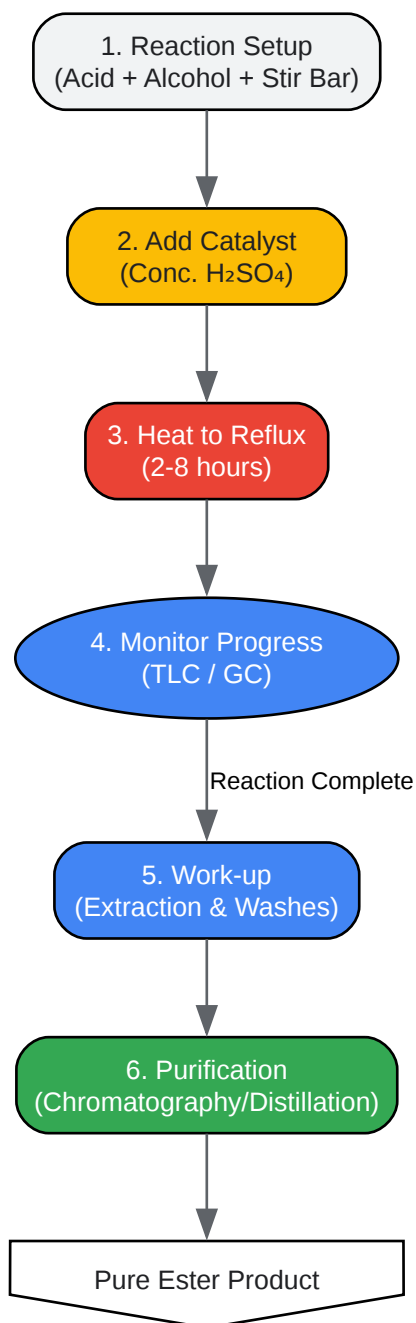 1. Reaction Setup
(Acid + Alcohol + Stir Bar)
2. Add Catalyst
(Conc. H₂SO₄)
3. Heat to Reflux
(2-8 hours)
4. Monitor Progress
(TLC / GC)
Reaction Complete
5. Work-up
(Extraction & Washes)
6. Purification
(Chromatography/Distillation)
Pure Ester Product